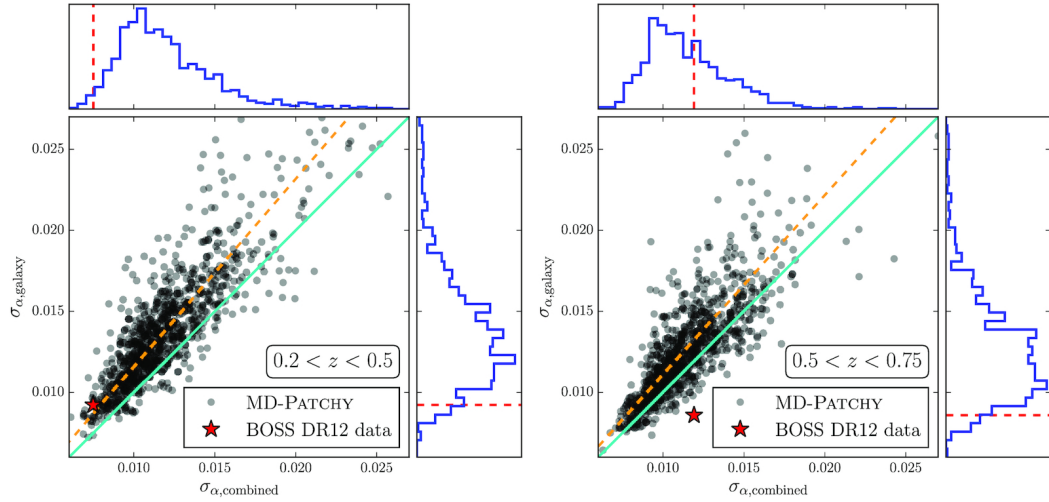 0.025
0.020
0.015
0.010
σα,galaxy
0.2 < z < 0.5
MD-PATCHY
BOSS DR12 data
0.010 0.015 0.020 0.025
σα,combined
0.025
0.020
0.015
0.010
σα,galaxy
0.5 < z < 0.75
MD-PATCHY
BOSS DR12 data
0.010 0.015 0.020 0.025
σα,combined